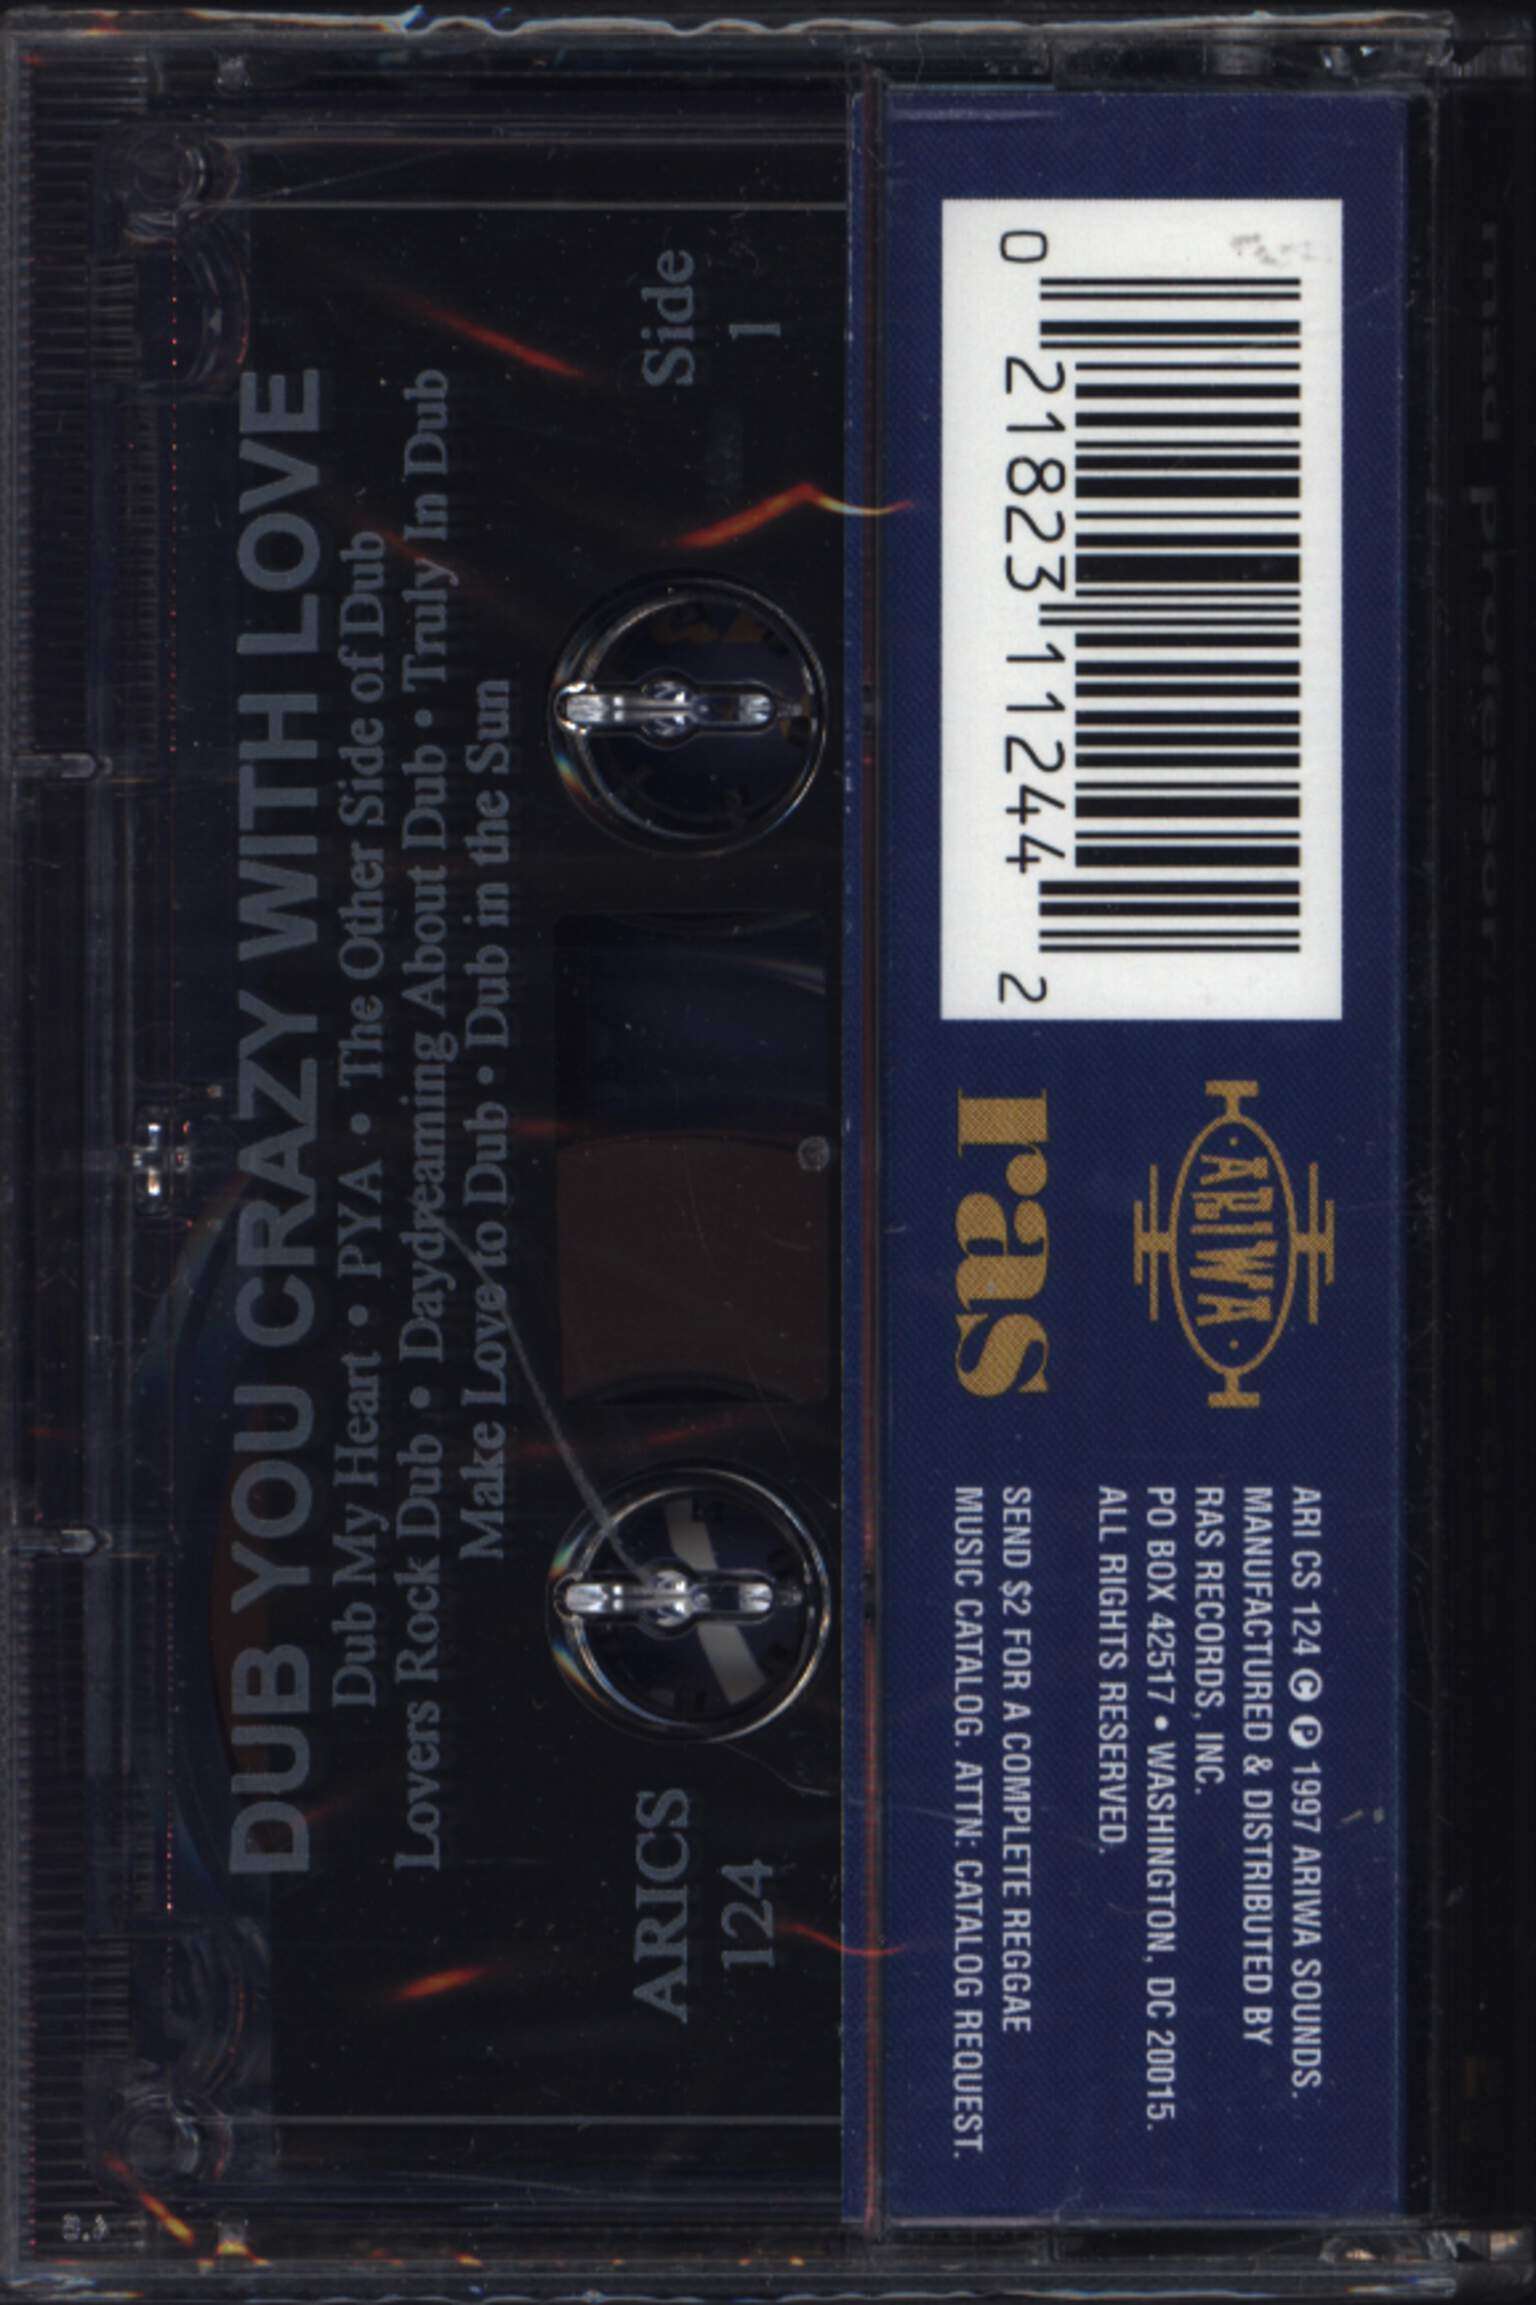 DUB YOU CRAZY WITH LOVE
Dub My Heart • PYA • The Other Side of Dub
Lovers Rock Dub • Daydreaming About Dub • Truly In Dub
Make Love to Dub • Dub in the Sun
ARICS
124
Side
1
0 21823 11244 2
ras
·ARIWA·
ARI CS 124 © ℗ 1997 ARIWA SOUNDS.
MANUFACTURED & DISTRIBUTED BY
RAS RECORDS, INC.
PO BOX 42517 • WASHINGTON, DC 20015.
ALL RIGHTS RESERVED.
SEND $2 FOR A COMPLETE REGGAE
MUSIC CATALOG. ATTN: CATALOG REQUEST.
mad professor